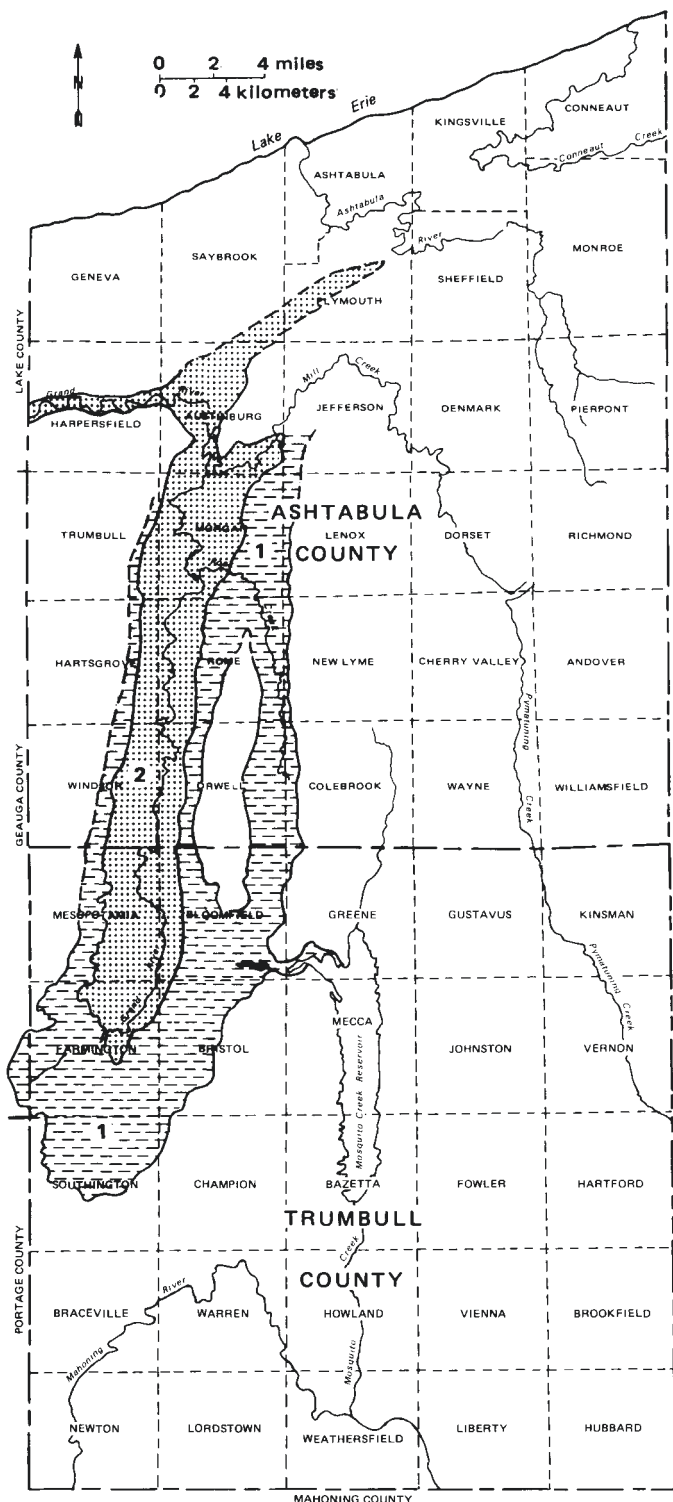 N
0 2 4 miles
0 2 4 kilometers
Lake Erie
CONNEAUT
KINGSVILLE
Conneaut Creek
ASHTABULA
Ashtabula River
GENEVA
SAYBROOK
PLYMOUTH
SHEFFIELD
MONROE
LAKE COUNTY
Grand
HARPERSFIELD
AUSTINBURG
Mill Creek
JEFFERSON
DENMARK
PIERPONT
ASHTABULA
COUNTY
TRUMBULL
MORGAN
1
LENOX
DORSET
RICHMOND
HARTSGROVE
ROME
NEW LYME
CHERRY VALLEY
ANDOVER
Pymatuning Creek
GEAUGA COUNTY
WINDSOR
2
ORWELL
COLEBROOK
WAYNE
WILLIAMSFIELD
MESOPOTAMIA
BLOOMFIELD
GREENE
GUSTAVUS
KINSMAN
Pymatuning Creek
Grand River
MECCA
FARMINGTON
BRISTOL
Mosquito Creek Reservoir
JOHNSTON
VERNON
1
SOUTHINGTON
CHAMPION
BAZETTA
FOWLER
HARTFORD
TRUMBULL
COUNTY
PORTAGE COUNTY
BRACEVILLE
WARREN
HOWLAND
VIENNA
BROOKFIELD
Mahoning River
Mosquito Creek
NEWTON
LORDSTOWN
WEATHERSFIELD
LIBERTY
HUBBARD
MAHONING COUNTY